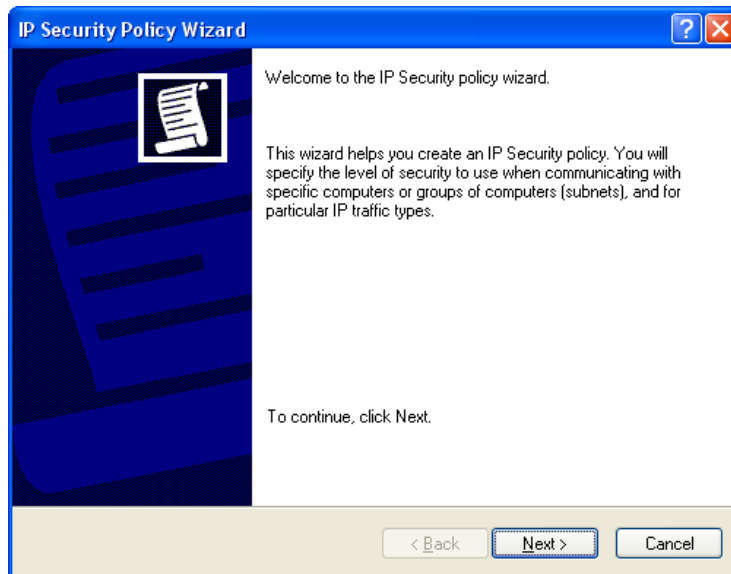 IP Security Policy Wizard
Welcome to the IP Security policy wizard.
This wizard helps you create an IP Security policy. You will
specify the level of security to use when communicating with
specific computers or groups of computers (subnets), and for
particular IP traffic types.
To continue, click Next.
< Back
Next >
Cancel